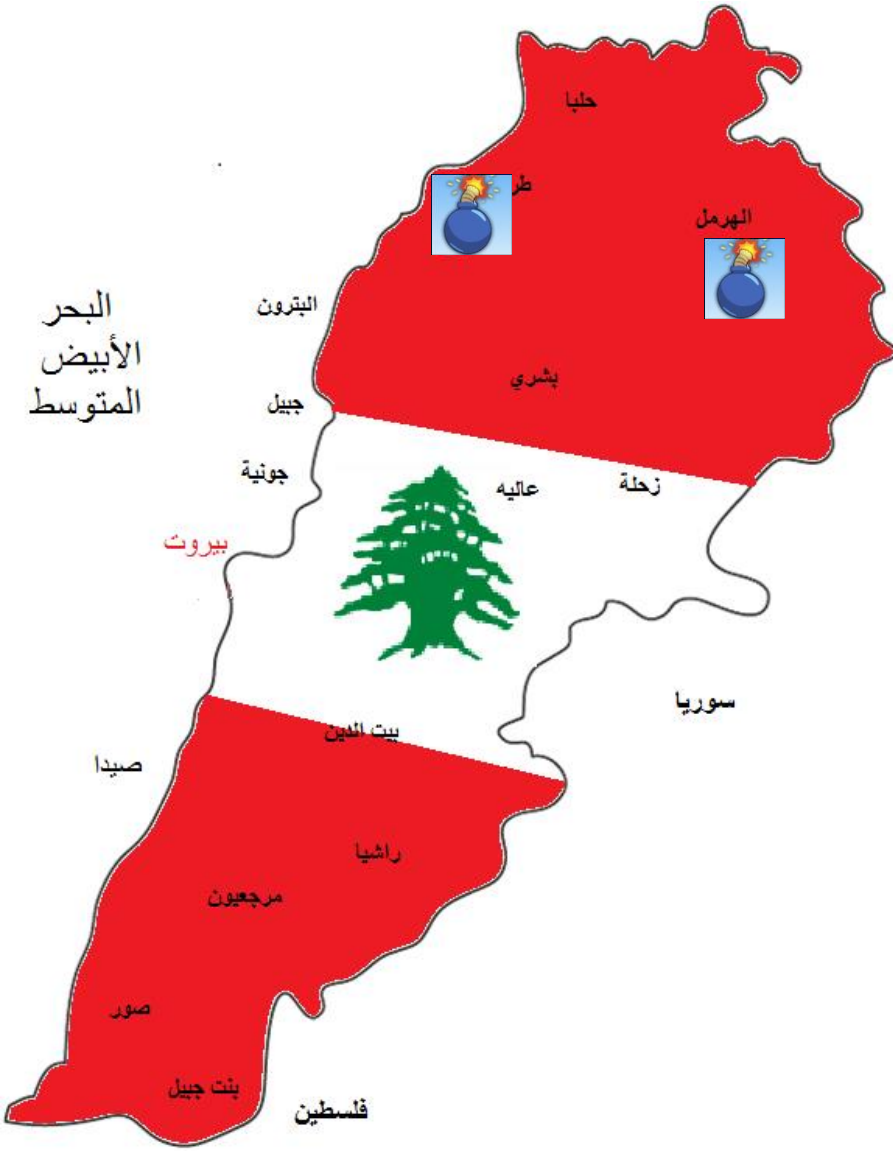 حلبا
طر
الهرمل
البترون
البحر
الأبيض
المتوسط
بشري
جبيل
جونية
عاليه
زحلة
بيروت
سوريا
بيت الدين
صيدا
راشيا
مرجعيون
صور
بنت جبيل
فلسطين